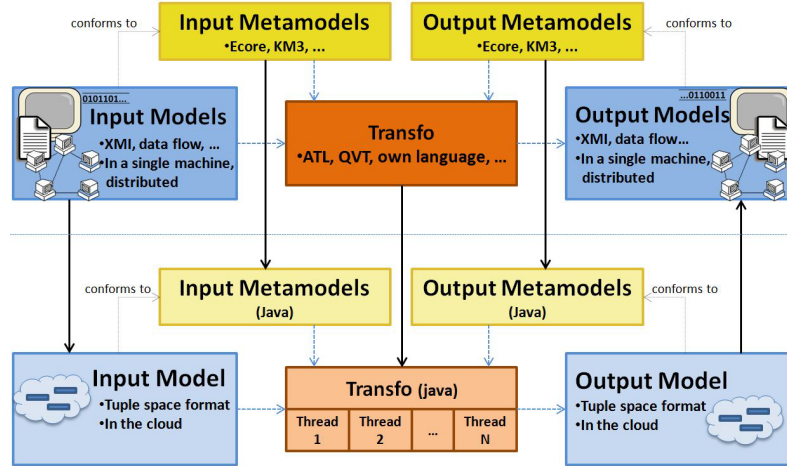 Input Metamodels
•Ecore, KM3, ...
Output Metamodels
•Ecore, KM3, ...
conforms to
conforms to
0101101...
Input Models
•XMI, data flow, ...
•In a single machine,
distributed
Transfo
•ATL, QVT, own language, ...
...0110011
Output Models
•XMI, data flow...
•In a single machine,
distributed
Input Metamodels
(Java)
Output Metamodels
(Java)
conforms to
conforms to
Input Model
•Tuple space format
•In the cloud
Transfo (java)
Thread
1
Thread
2
...
Thread
N
Output Model
•Tuple space format
•In the cloud